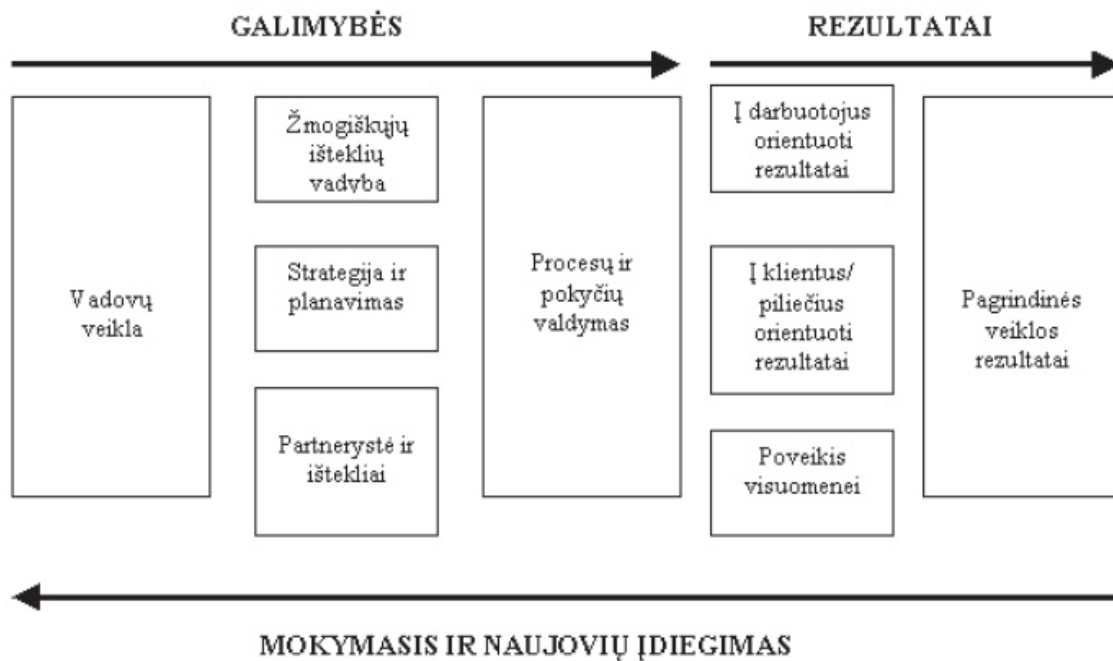 GALIMYBĖS
REZULTATAI
Vadovų
veikla
Žmogiškųjų
išteklių
vadyba
Strategija ir
planavimas
Partnerystė ir
ištekliai
Procesų ir
pokyčių
valdymas
Į darbuotojus
orientuoti
rezultatai
Į klientus/
piliečius
orientuoti
rezultatai
Poveikis
visuomenei
Pagrindinės
veiklos
rezultatai
MOKYMASIS IR NAUJOVIŲ ĮDIEGIMAS